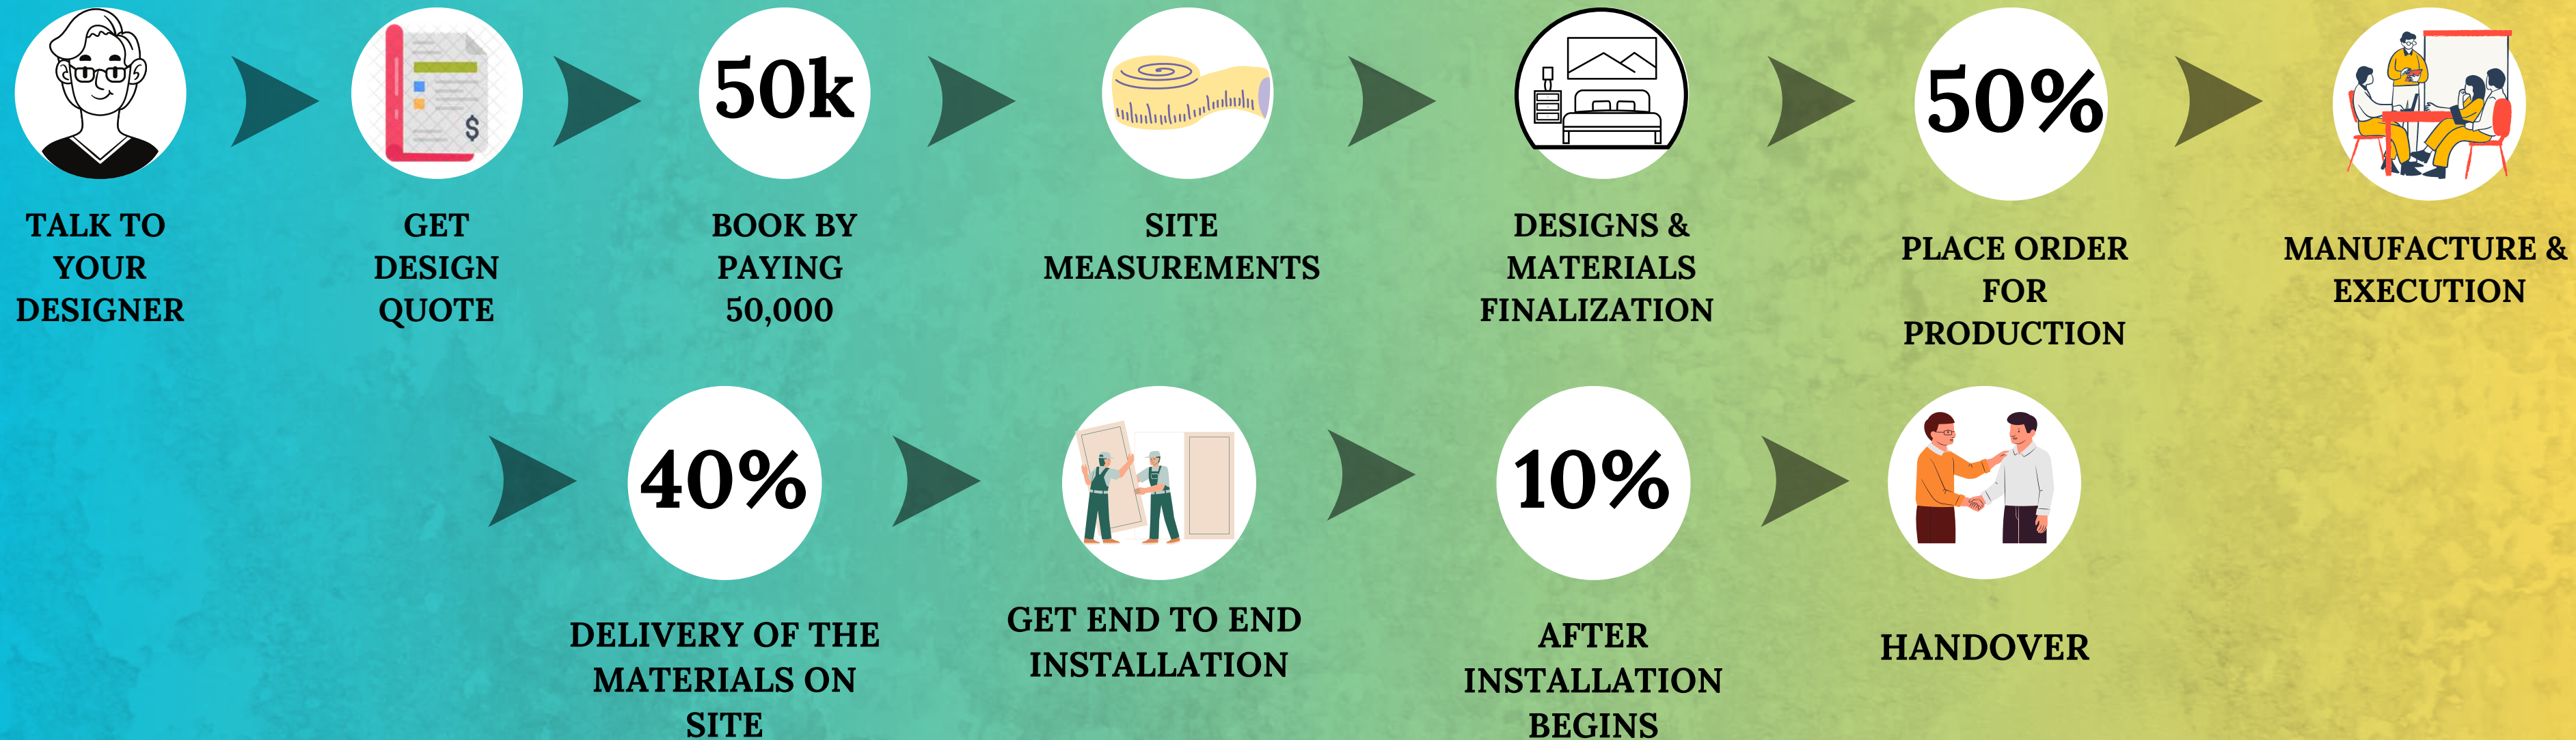 50k
50%
TALK TO
YOUR
DESIGNER
GET
DESIGN
QUOTE
$
BOOK BY
PAYING
50,000
SITE
MEASUREMENTS
DESIGNS &
MATERIALS
FINALIZATION
PLACE ORDER
FOR
PRODUCTION
MANUFACTURE &
EXECUTION
40%
DELIVERY OF THE
MATERIALS ON
SITE
GET END TO END
INSTALLATION
10%
AFTER
INSTALLATION
BEGINS
HANDOVER